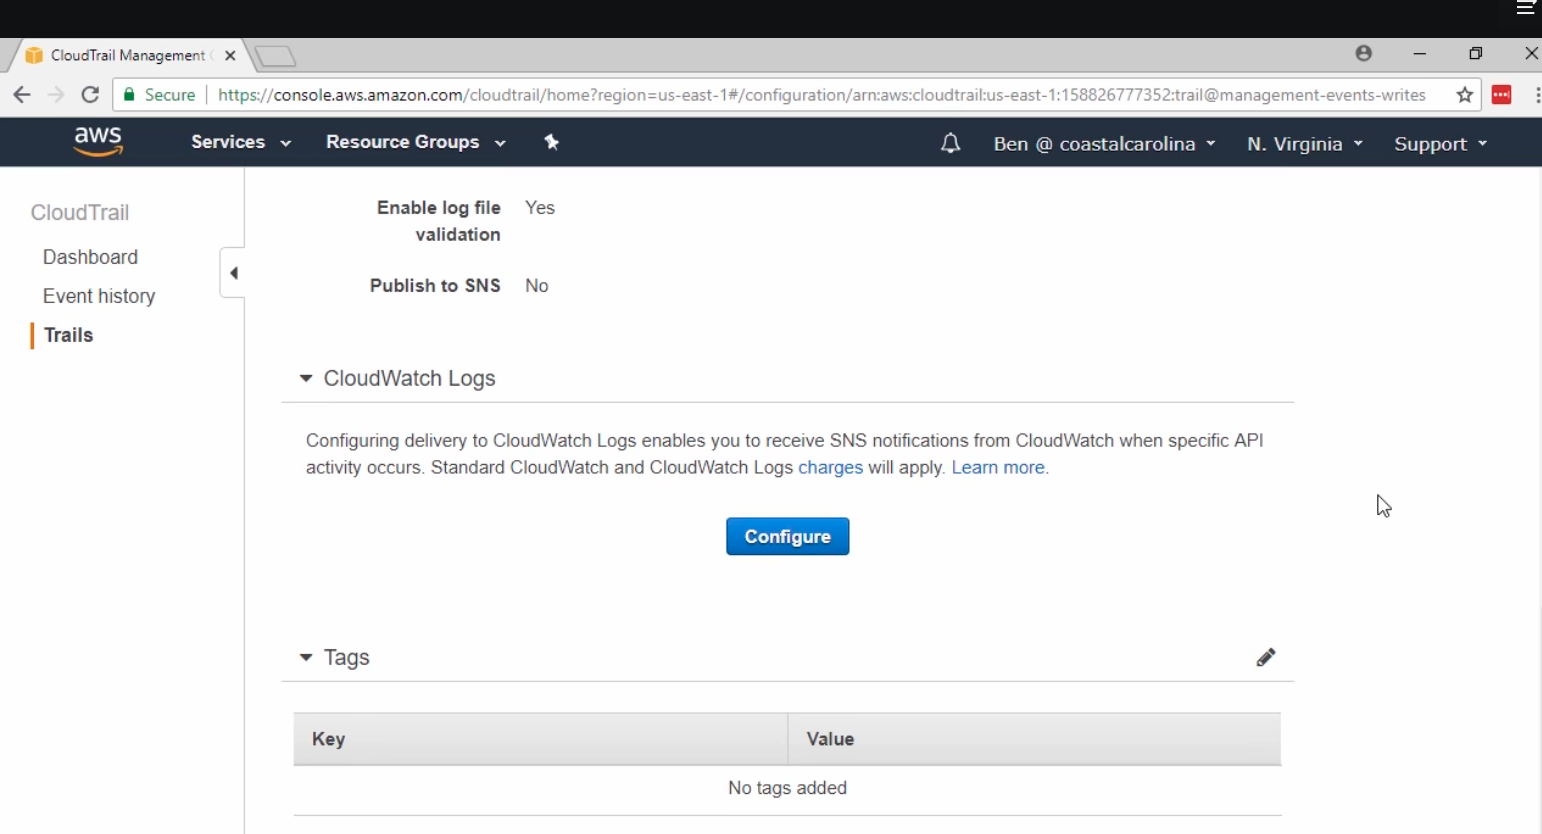 CloudTrail Management C
Secure https://console.aws.amazon.com/cloudtrail/home?region=us-east-1#/configuration/arn:aws:cloudtrail:us-east-1:158826777352:trail@management-events-writes
aws Services Resource Groups Ben @ coastalcarolina N. Virginia Support
CloudTrail
Dashboard
Event history
Trails
Enable log file validation Yes
Publish to SNS No
CloudWatch Logs
Configuring delivery to CloudWatch Logs enables you to receive SNS notifications from CloudWatch when specific API
activity occurs. Standard CloudWatch and CloudWatch Logs charges will apply. Learn more.
Configure
Tags
Key Value
No tags added